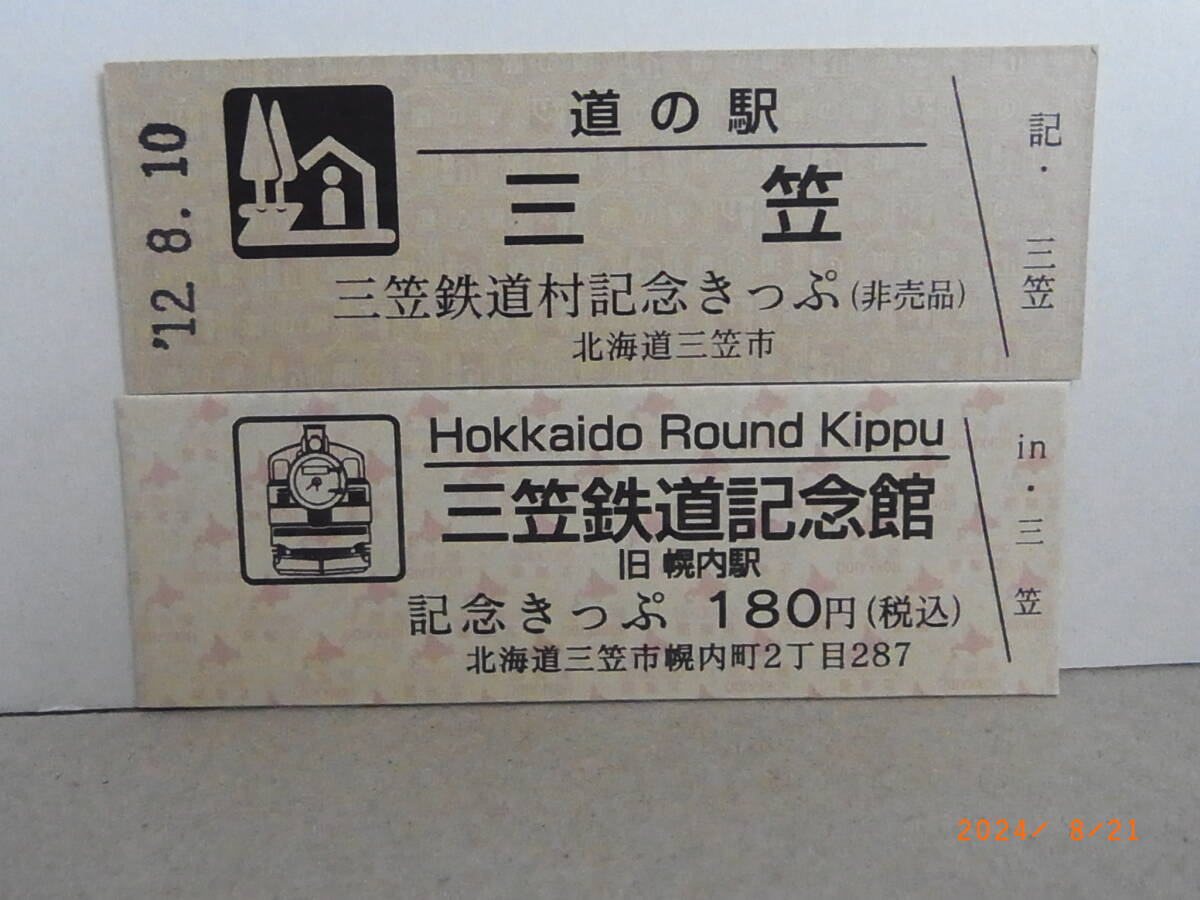 '12 8. 10
道の駅
三笠
三笠鉄道村記念きっぷ(非売品)
北海道三笠市
記・三笠
Hokkaido Round Kippu
三笠鉄道記念館
旧 幌内駅
記念きっぷ 180円(税込)
北海道三笠市幌内町2丁目287
in・三笠
2024/ 8/21